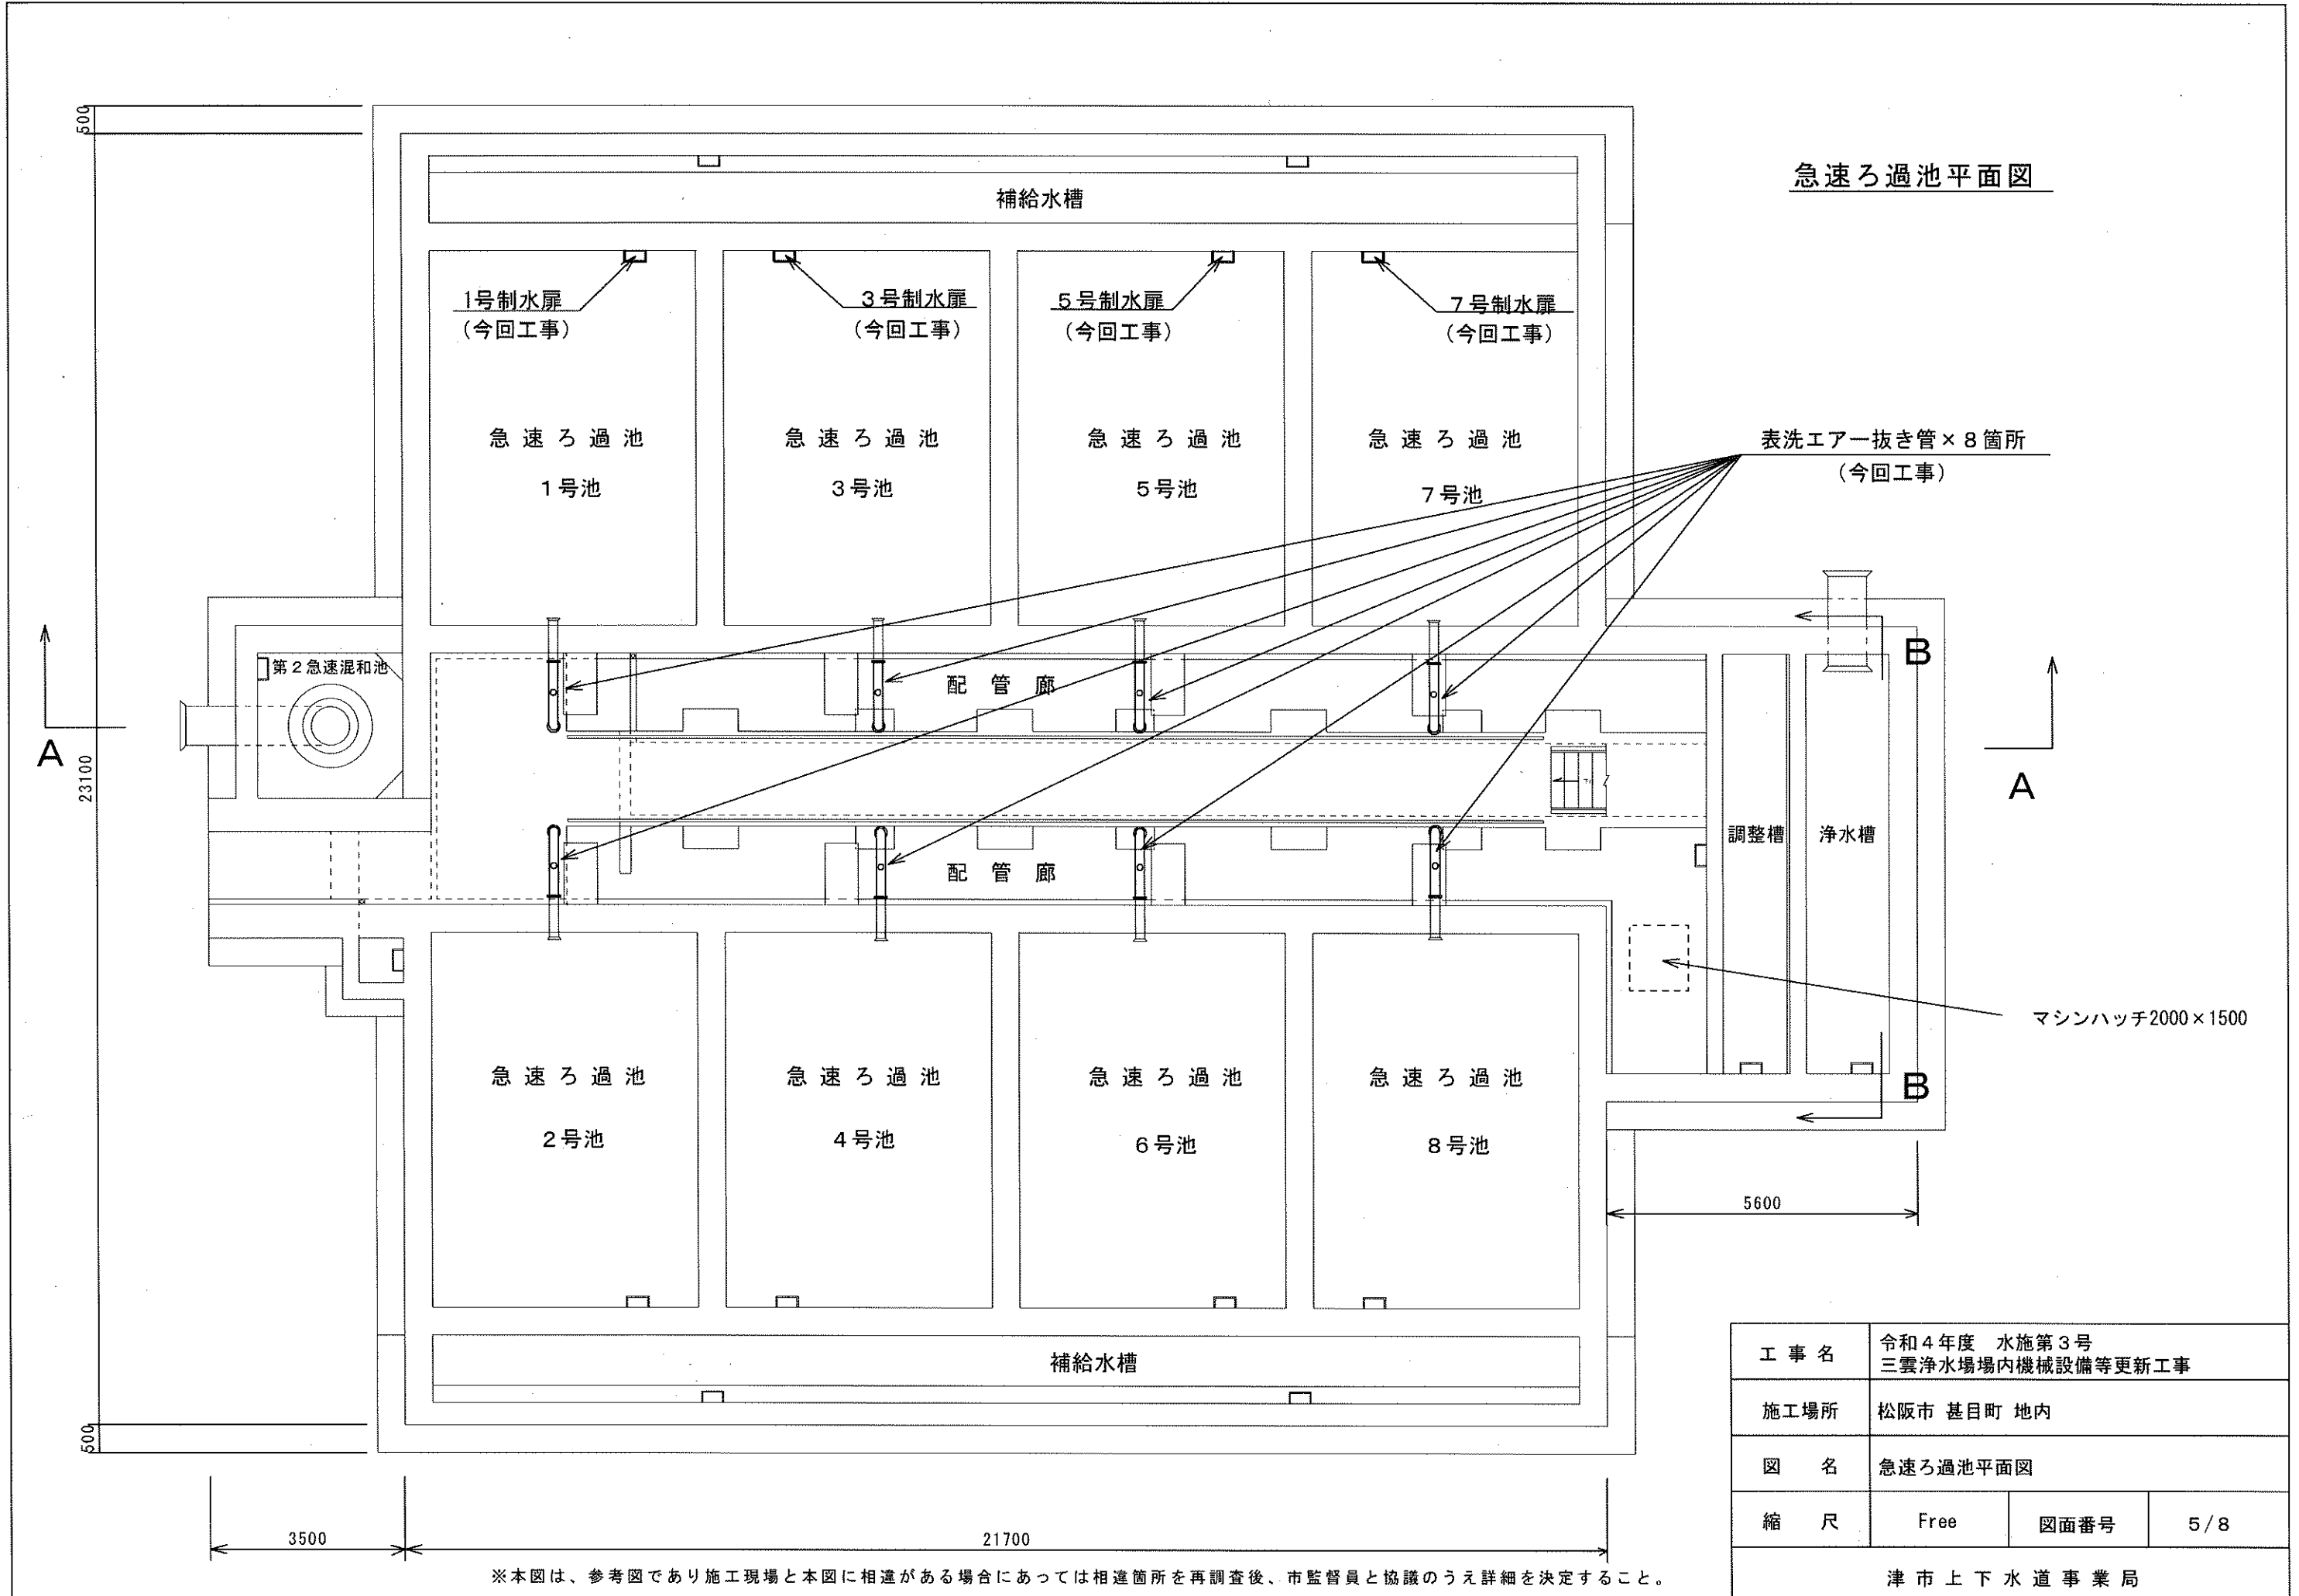 急速ろ過池平面図
500
補給水槽
1号制水扉
(今回工事)
3号制水扉
(今回工事)
5号制水扉
(今回工事)
7号制水扉
(今回工事)
急速ろ過池
1号池
急速ろ過池
3号池
急速ろ過池
5号池
急速ろ過池
7号池
表洗エアー抜き管×8箇所
(今回工事)
第2急速混和池
配管廊
B
A
23100
A
調整槽
浄水槽
配管廊
マシンハッチ2000×1500
急速ろ過池
2号池
急速ろ過池
4号池
急速ろ過池
6号池
急速ろ過池
8号池
B
5600
補給水槽
500
3500
21700
※本図は、参考図であり施工現場と本図に相違がある場合にあっては相違箇所を再調査後、市監督員と協議のうえ詳細を決定すること。
工事名
令和4年度 水施第3号
三雲浄水場場内機械設備等更新工事
施工場所 松阪市 甚目町 地内
図名 急速ろ過池平面図
縮尺 Free 図面番号 5/8
津市上下水道事業局